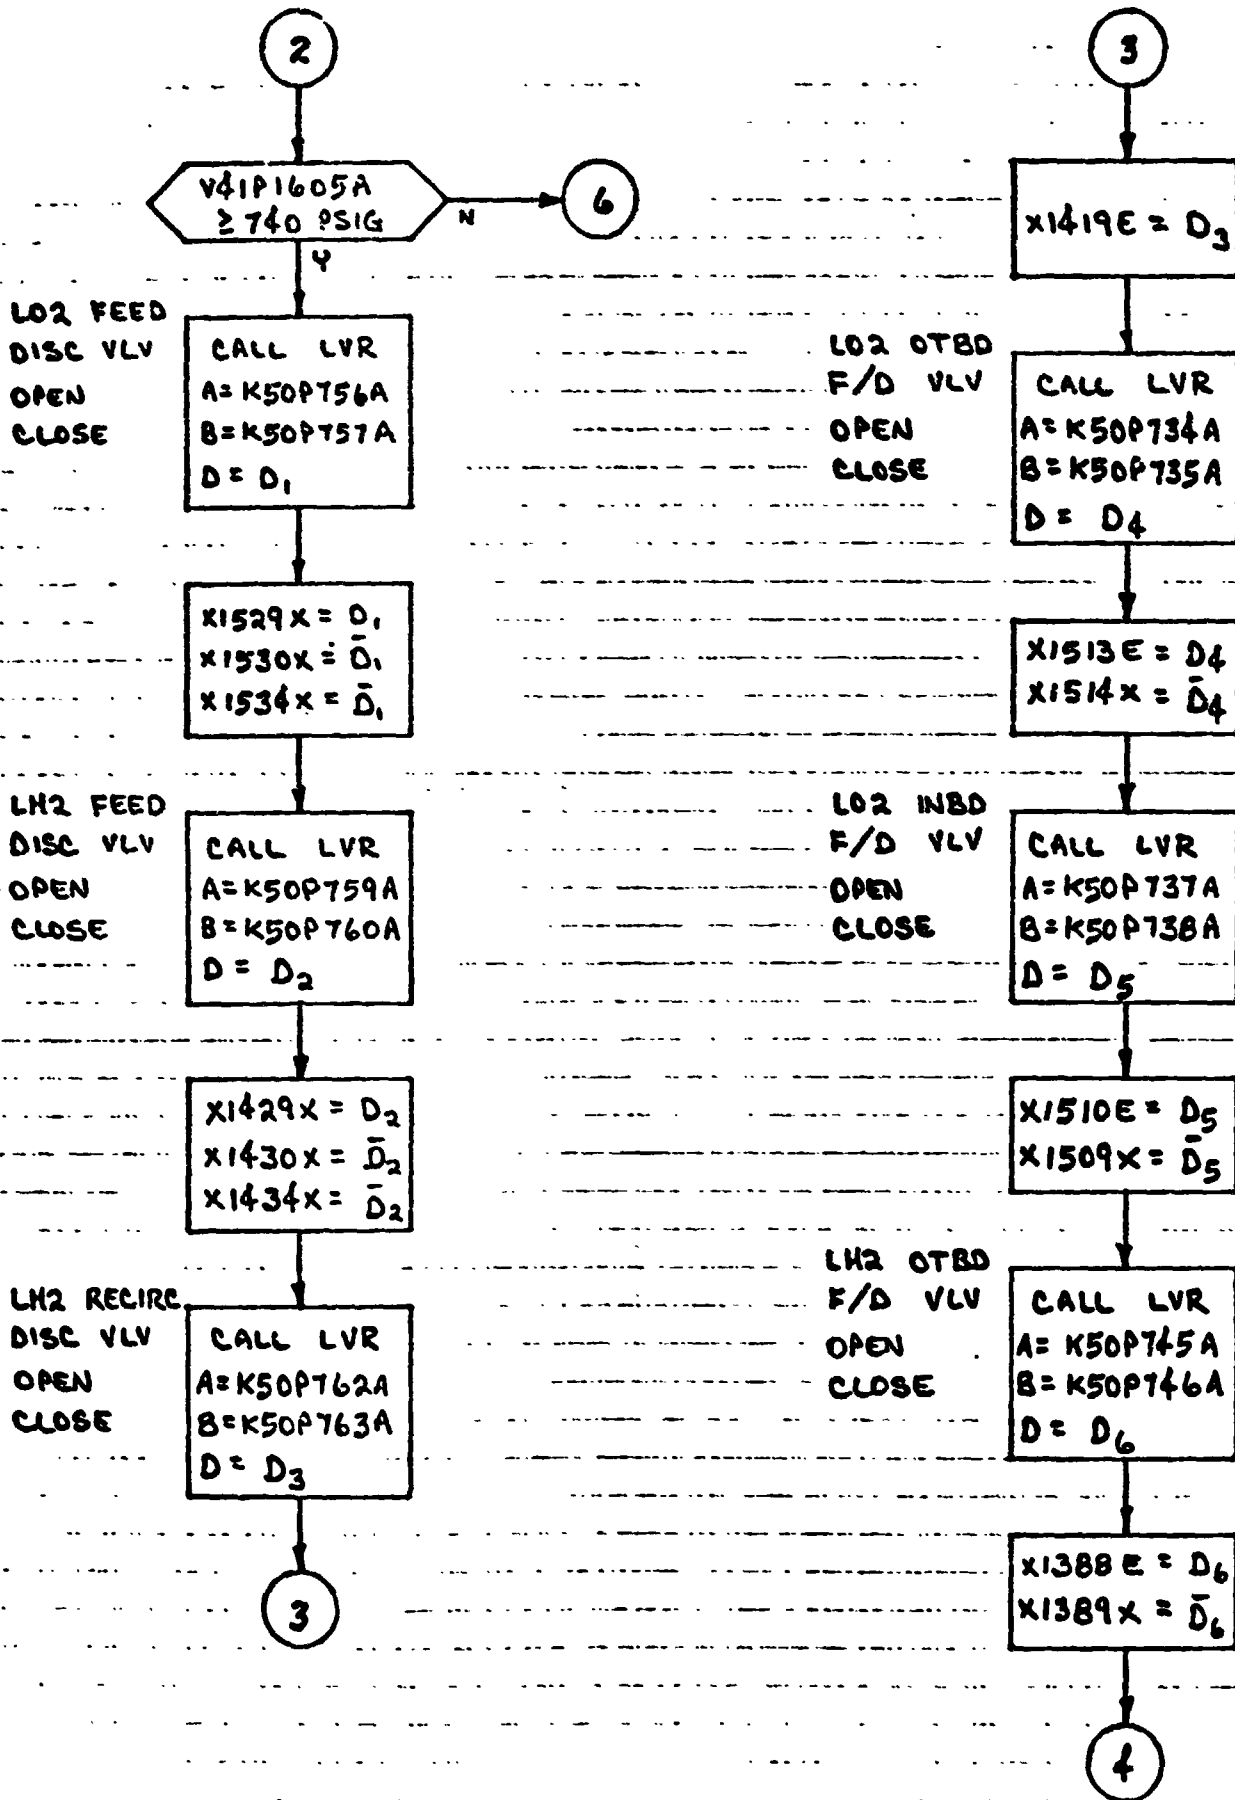 2
V41P1605A
≥ 740 PSIG
N
6
Y
LO2 FEED
DISC VLV
OPEN
CLOSE
CALL LVR
A=K50P756A
B=K50P757A
D = D₁
X1529X = D₁
X1530X = D̄₁
X1534X = D̄₁
LH2 FEED
DISC VLV
OPEN
CLOSE
CALL LVR
A=K50P759A
B=K50P760A
D = D₂
X1429X = D₂
X1430X = D̄₂
X1434X = D̄₂
LH2 RECIRC
DISC VLV
OPEN
CLOSE
CALL LVR
A=K50P762A
B=K50P763A
D = D₃
3
3
X1419E = D₃
LO2 OTBD
F/D VLV
OPEN
CLOSE
CALL LVR
A=K50P734A
B=K50P735A
D = D₄
X1513E = D₄
X1514X = D̄₄
LO2 INBD
F/D VLV
OPEN
CLOSE
CALL LVR
A=K50P737A
B=K50P738A
D = D₅
X1510E = D₅
X1509X = D̄₅
LH2 OTBD
F/D VLV
OPEN
CLOSE
CALL LVR
A= K50P745A
B= K50P746A
D = D₆
X1388E = D₆
X1389X = D̄₆
4